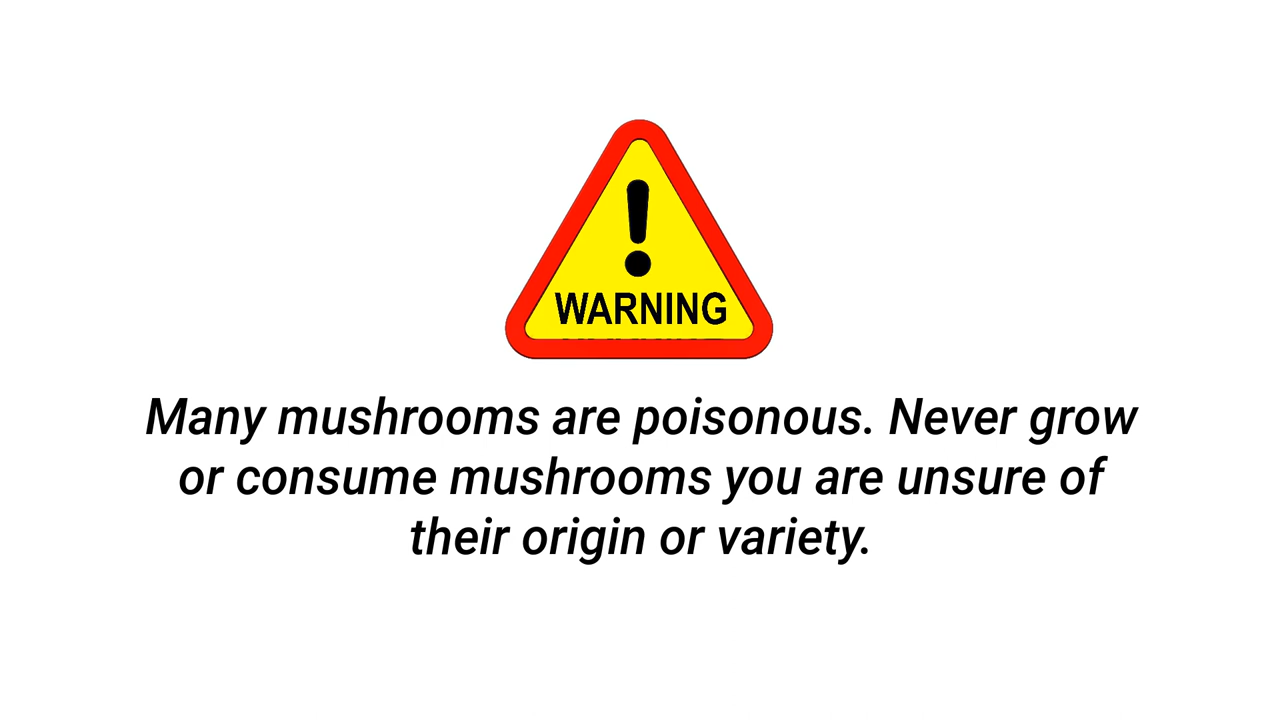 !
WARNING
Many mushrooms are poisonous. Never grow
or consume mushrooms you are unsure of
their origin or variety.